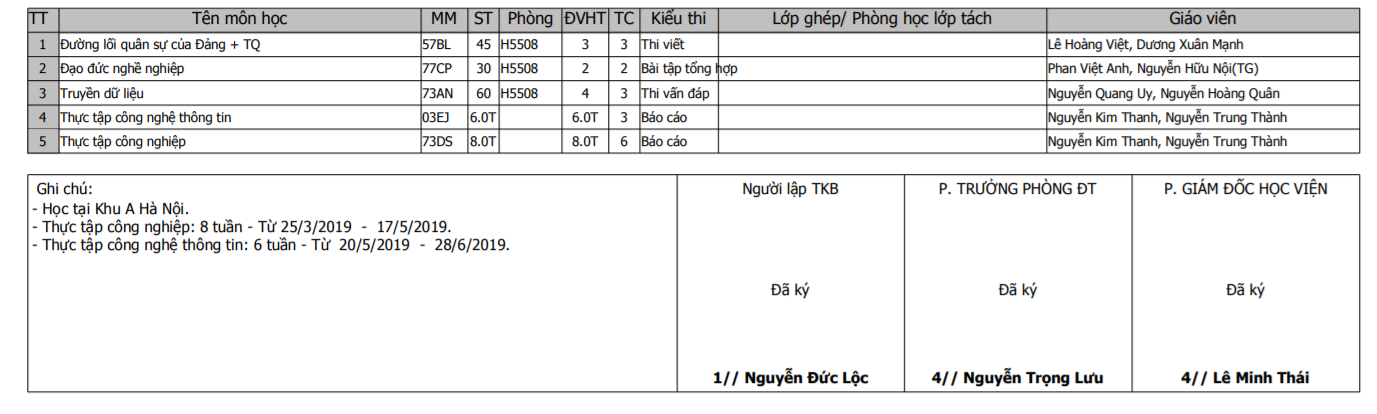 TT Tên môn học MM ST Phòng ĐVHT TC Kiểu thi Lớp ghép/ Phòng học lớp tách Giáo viên
1 Đường lối quân sự của Đảng + TQ 57BL 45 H5508 3 3 Thi viết Lê Hoàng Việt, Dương Xuân Mạnh
2 Đạo đức nghề nghiệp 77CP 30 H5508 2 2 Bài tập tổng hợp Phan Việt Anh, Nguyễn Hữu Nội(TG)
3 Truyền dữ liệu 73AN 60 H5508 4 3 Thi vấn đáp Nguyễn Quang Uy, Nguyễn Hoàng Quân
4 Thực tập công nghệ thông tin 03EJ 6.0T 6.0T 3 Báo cáo Nguyễn Kim Thanh, Nguyễn Trung Thành
5 Thực tập công nghiệp 73DS 8.0T 8.0T 6 Báo cáo Nguyễn Kim Thanh, Nguyễn Trung Thành
Ghi chú:
- Học tại Khu A Hà Nội.
- Thực tập công nghiệp: 8 tuần - Từ 25/3/2019 - 17/5/2019.
- Thực tập công nghệ thông tin: 6 tuần - Từ 20/5/2019 - 28/6/2019.
Người lập TKB P. TRƯỞNG PHÒNG ĐT P. GIÁM ĐỐC HỌC VIỆN
Đã ký Đã ký Đã ký
1// Nguyễn Đức Lộc 4// Nguyễn Trọng Lưu 4// Lê Minh Thái